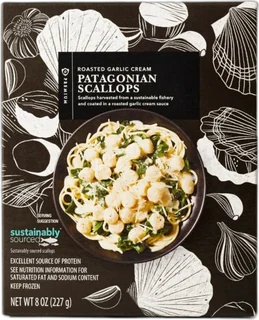 ROASTED GARLIC CREAM
PATAGONIAN
SCALLOPS
Scallops harvested from a sustainable fishery
and coated in a roasted garlic cream sauce
PREMIUM
SERVING
SUGGESTION
sustainably
sourced
Sustainably sourced scallops
EXCELLENT SOURCE OF PROTEIN
SEE NUTRITION INFORMATION FOR
SATURATED FAT AND SODIUM CONTENT
KEEP FROZEN
NET WT 8 OZ (227 g)